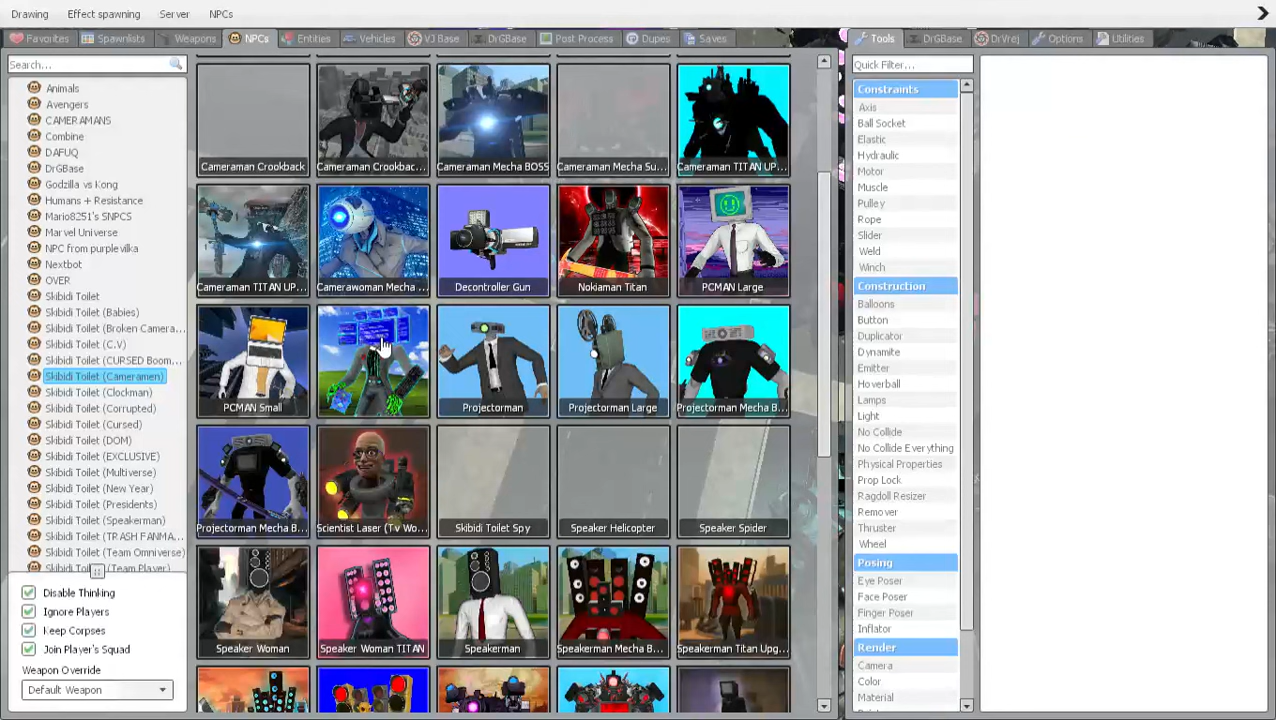 Drawing Effect spawning Server NPCs
Favorites Spawnlists Weapons NPCs Entities Vehicles VJ Base DrGBase Post Process Dupes Saves
Tools DrGBase DrVrej Options Utilities
Search...
Animals
Avengers
CAMERAMANS
Combine
DAFUQ
DrGBase
Godzilla vs Kong
Humans + Resistance
Mario8251's SNPCS
Marvel Universe
NPC from purplevilka
Nextbot
OVER
Skibidi Toilet
Skibidi Toilet (Babies)
Skibidi Toilet (Broken Camera...
Skibidi Toilet (C.V)
Skibidi Toilet (CURSED Boom...
Skibidi Toilet (Cameramen)
Skibidi Toilet (Clockman)
Skibidi Toilet (Corrupted)
Skibidi Toilet (Cursed)
Skibidi Toilet (DOM)
Skibidi Toilet (EXCLUSIVE)
Skibidi Toilet (Multiverse)
Skibidi Toilet (New Year)
Skibidi Toilet (Presidents)
Skibidi Toilet (Speakerman)
Skibidi Toilet (TRASH FANMA...
Skibidi Toilet (Team Omniverse)
Skibidi Toilet (Team Player)
Disable Thinking
Ignore Players
Keep Corpses
Join Player's Squad
Weapon Override
Default Weapon
Cameraman Crookback Cameraman Crookbac... Cameraman Mecha BOSS Cameraman Mecha Su... Cameraman TITAN UP...
Cameraman TITAN UP... Camerawoman Mecha ... Decontroller Gun Nokiaman Titan PCMAN Large
PCMAN Small Projectorman Projectorman Large Projectorman Mecha B...
Projectorman Mecha B... Scientist Laser (Tv Wo... Skibidi Toilet Spy Speaker Helicopter Speaker Spider
Speaker Woman Speaker Woman TITAN Speakerman Speakerman Mecha B... Speakerman Titan Upg...
Quick Filter...
Constraints
Axis
Ball Socket
Elastic
Hydraulic
Motor
Muscle
Pulley
Rope
Slider
Weld
Winch
Construction
Balloons
Button
Duplicator
Dynamite
Emitter
Hoverball
Lamps
Light
No Collide
No Collide Everything
Physical Properties
Prop Lock
Ragdoll Resizer
Remover
Thruster
Wheel
Posing
Eye Poser
Face Poser
Finger Poser
Inflator
Render
Camera
Color
Material